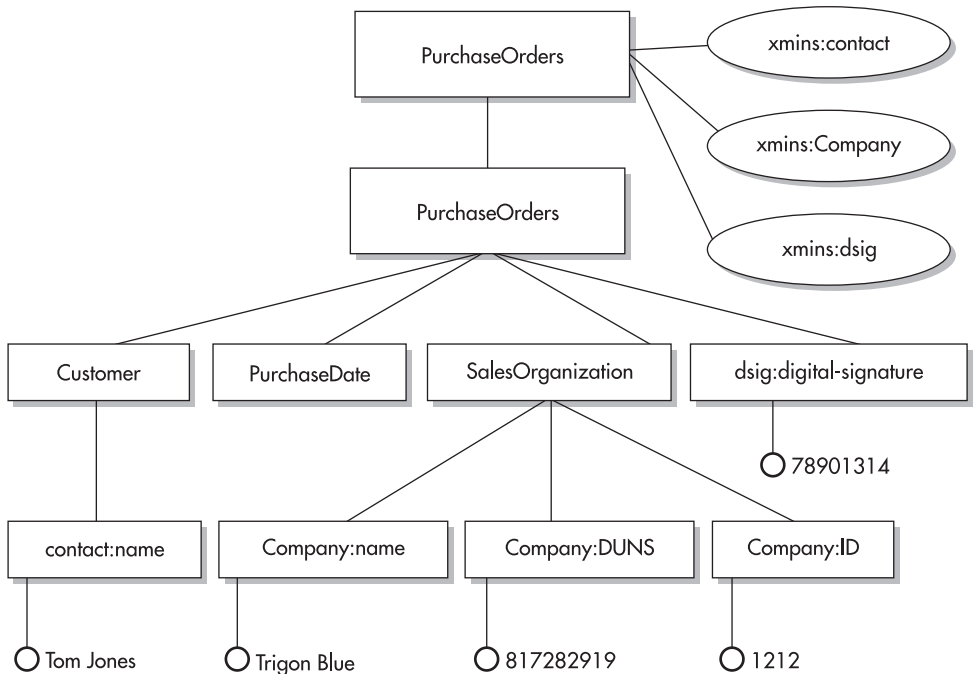 PurchaseOrders
xmins:contact
xmins:Company
PurchaseOrders
xmins:dsig
Customer
PurchaseDate
SalesOrganization
dsig:digital-signature
78901314
contact:name
Company:name
Company:DUNS
Company:ID
Tom Jones
Trigon Blue
817282919
1212